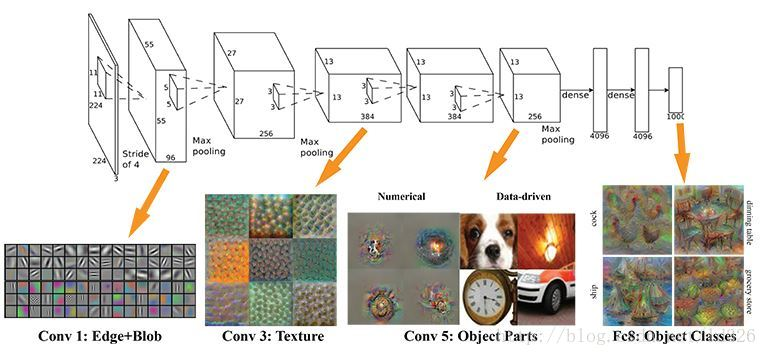 55
27
13
13
13
11
11
5
5
3
3
3
3
3
3
224
55
27
13
13
13
dense
dense
384
384
256
1000
256
Max
pooling
4096
4096
Max
pooling
Max
pooling
96
Stride
of 4
224
3
Numerical
Data-driven
cock
ship
dinning table
grocery store
Conv 1: Edge+Blob
Conv 3: Texture
Conv 5: Object Parts
Fc8: Object Classes